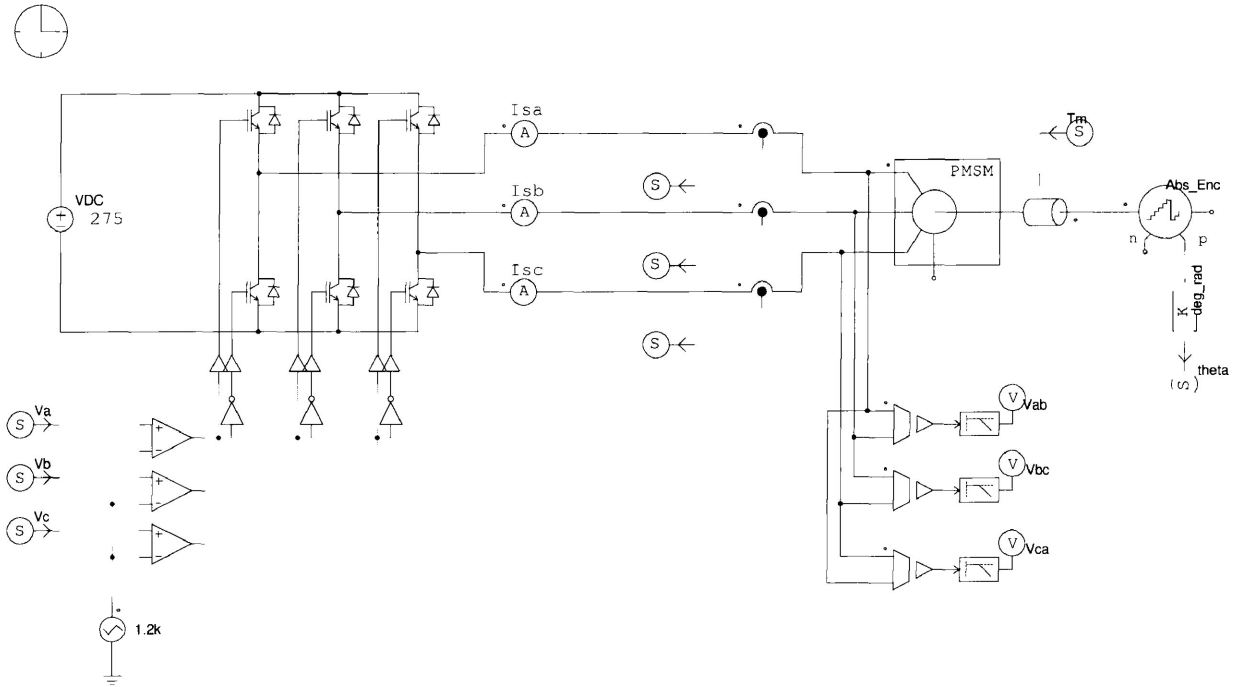 Isa
A
Tm
S
PMSM
S
VDC
275
Isb
A
Abs_Enc
n
p
S
Isc
A
K
deg_rad
S
theta
S
Va
S
V
Vab
Vb
S
V
Vbc
Vc
S
V
Vca
1.2k